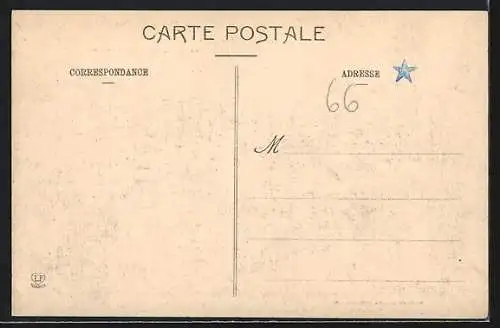 CARTE POSTALE
CORRESPONDANCE
ADRESSE
66
M